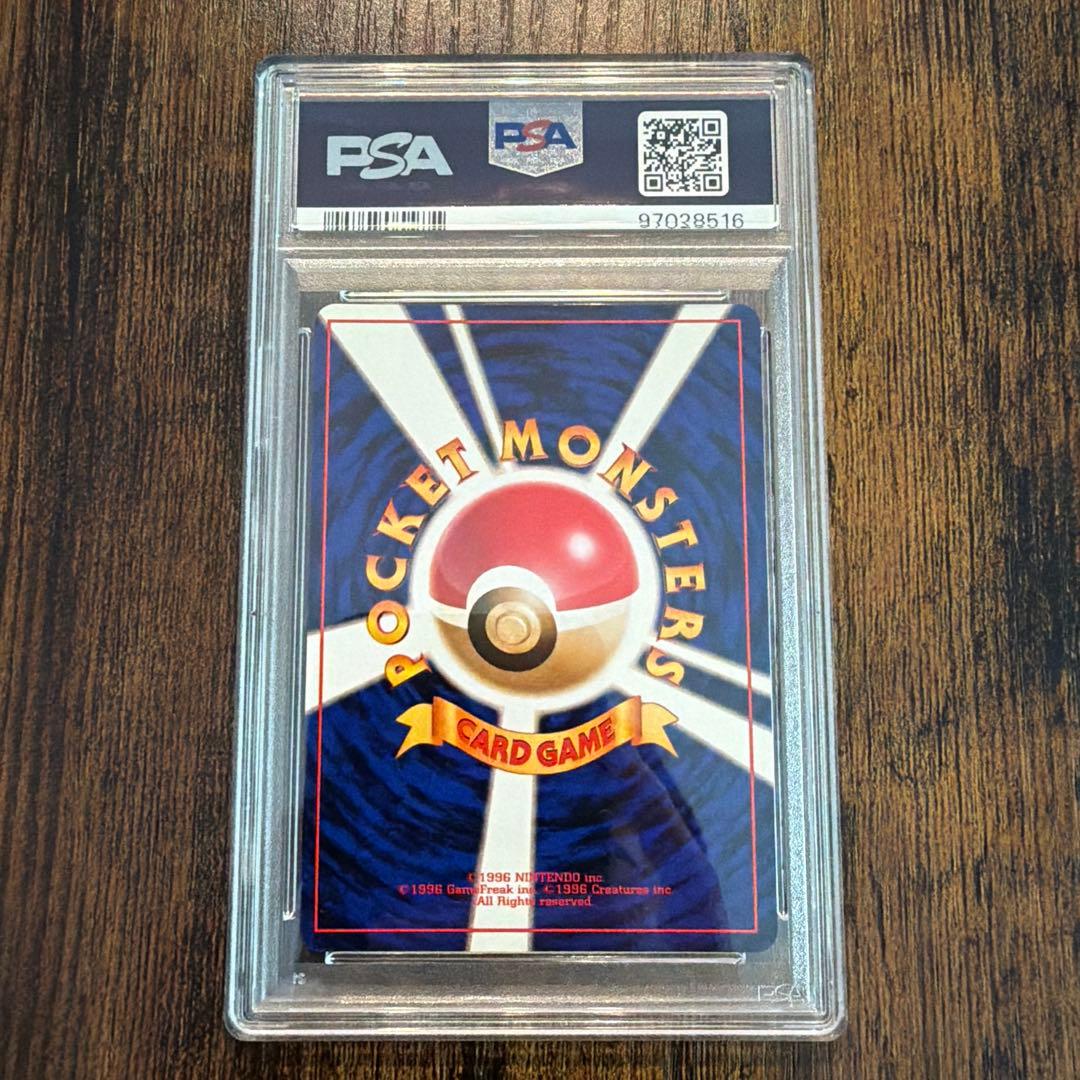 PSA
PSA
97038516
POCKET MONSTERS
CARD GAME
©1996 NINTENDO inc.
©1996 GameFreak inc. ©1996 Creatures inc
All Rights reserved
PSA